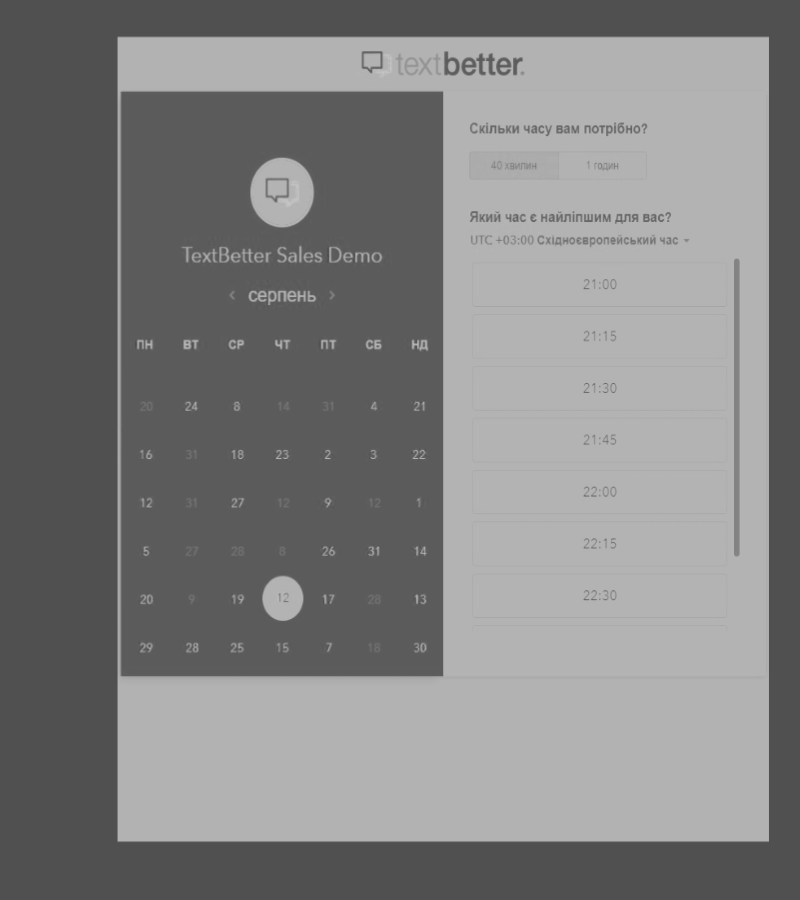 textbetter.
TextBetter Sales Demo
‹ серпень ›
ПН ВТ СР ЧТ ПТ СБ НД
20 24 8 14 31 4 21
16 31 18 23 2 3 22
12 31 27 12 9 12 1
5 27 28 8 26 31 14
20 9 19 12 17 28 13
29 28 25 15 7 18 30
Скільки часу вам потрібно?
40 хвилин 1 годин
Який час є найліпшим для вас?
UTC +03:00 Східноєвропейський час
21:00
21:15
21:30
21:45
22:00
22:15
22:30